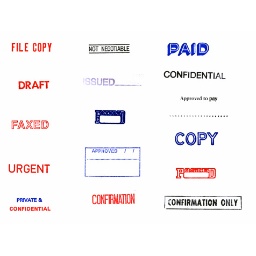 FILE COPY
NOT NEGOTIABLE
PAID
DRAFT
ISSUED
CONFIDENTIAL
Approved to pay
FAXED
COPY
URGENT
APPROVED / /
PRIVATE &
CONFIDENTIAL
CONFIRMATION
CONFIRMATION ONLY